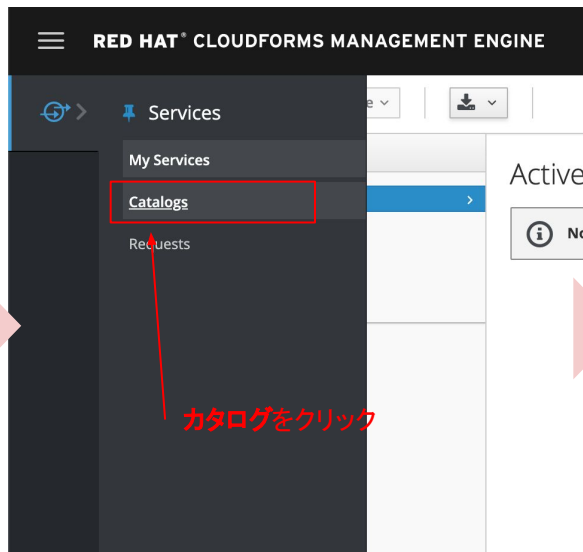 RED HAT® CLOUDFORMS MANAGEMENT ENGINE
Services
My Services
Catalogs
Requests
Active
カタログをクリック